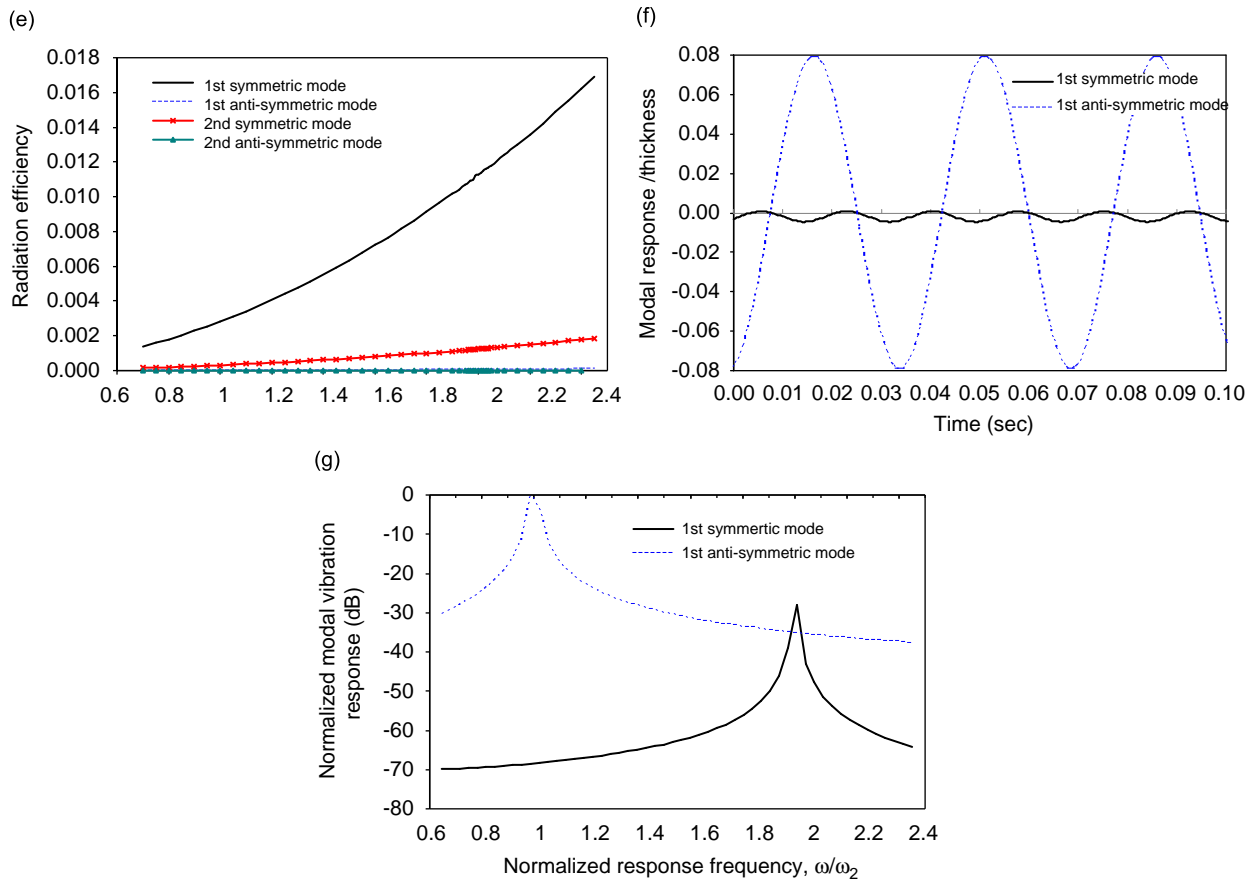 (e)
0.018
0.016
0.014
0.012
0.010
0.008
0.006
0.004
0.002
0.000
Radiation efficiency
1st symmetric mode
1st anti-symmetric mode
2nd symmetric mode
2nd anti-symmetric mode
0.6 0.8 1 1.2 1.4 1.6 1.8 2 2.2 2.4
(f)
0.08
0.06
0.04
0.02
0.00
-0.02
-0.04
-0.06
-0.08
Modal response /thickness
1st symmetric mode
1st anti-symmetric mode
0.00 0.01 0.02 0.03 0.04 0.05 0.06 0.07 0.08 0.09 0.10
Time (sec)
(g)
0
-10
-20
-30
-40
-50
-60
-70
-80
Normalized modal vibration
response (dB)
1st symmertic mode
1st anti-symmetric mode
0.6 1 1.2 1.4 1.6 1.8 2 2.2 2.4
Normalized response frequency, ω/ω₂